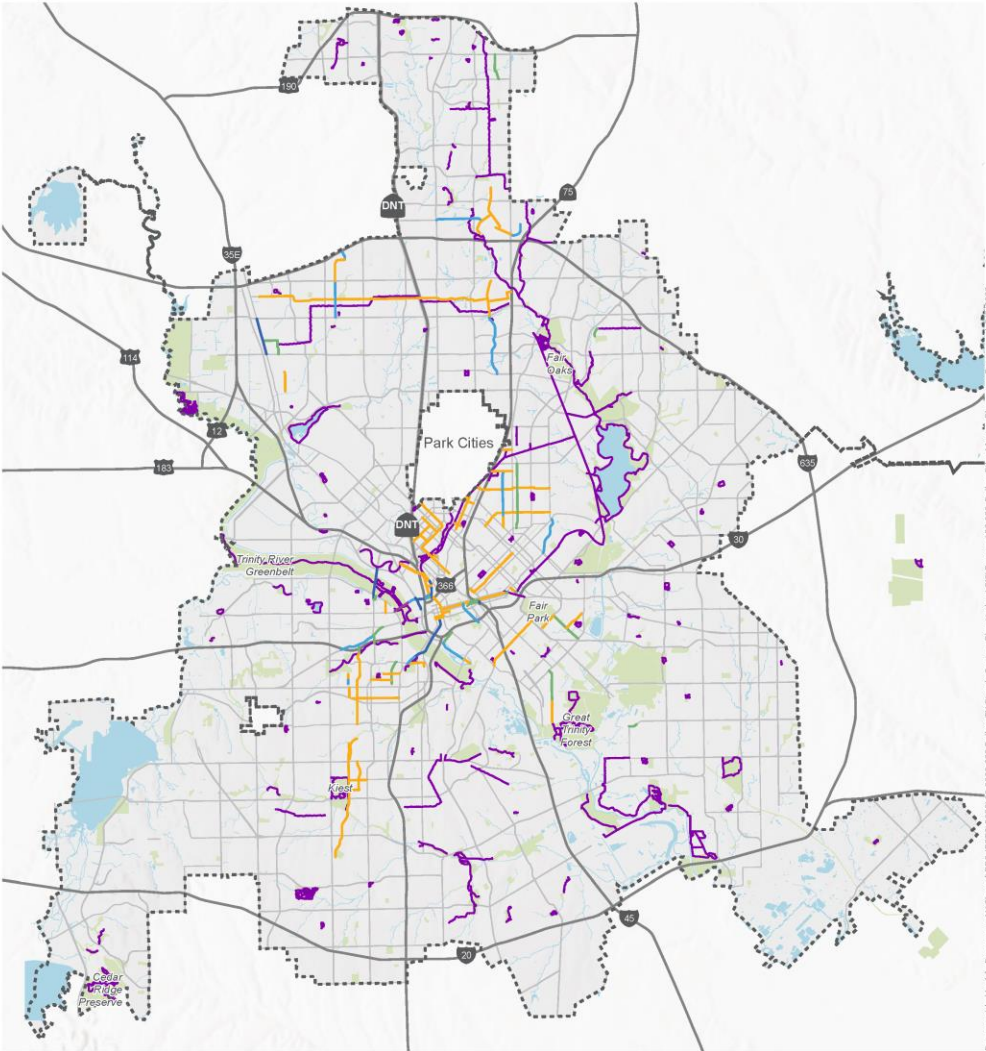 190
75
DNT
35E
114
Fair
Oaks
12
Park Cities
183
635
DNT
30
Trinity River
Greenbelt
366
Fair
Park
Great
Trinity
Forest
Kiest
45
20
Cedar
Ridge
Preserve